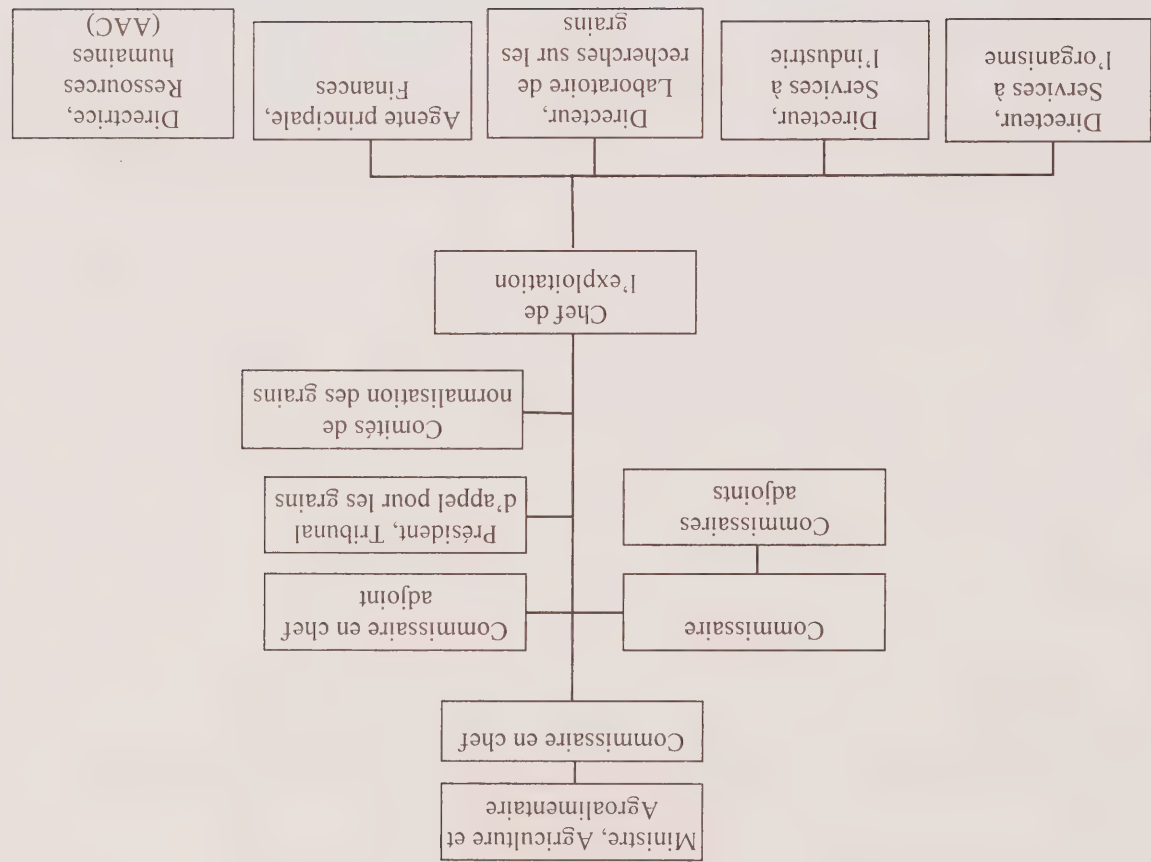 Ministre, Agriculture et
Agroalimentaire
Commissaire en chef
Commissaire
Commissaire en chef
adjoint
Commissaires
adjoints
Président, Tribunal
d'appel pour les grains
Comités de
normalisation des grains
Chef de
l'exploitation
Directeur,
Services à
l'organisme
Directeur,
Services à
l'industrie
Directeur,
Laboratoire de
recherches sur les
grains
Agente principale,
Finances
Directrice,
Ressources
humaines
(AAC)